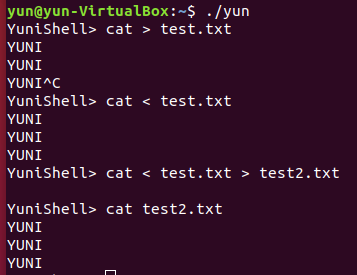 yun@yun-VirtualBox:~$ ./yun
YuniShell> cat > test.txt
YUNI
YUNI
YUNI^C
YuniShell> cat < test.txt
YUNI
YUNI
YUNI
YuniShell> cat < test.txt > test2.txt
YuniShell> cat test2.txt
YUNI
YUNI
YUNI